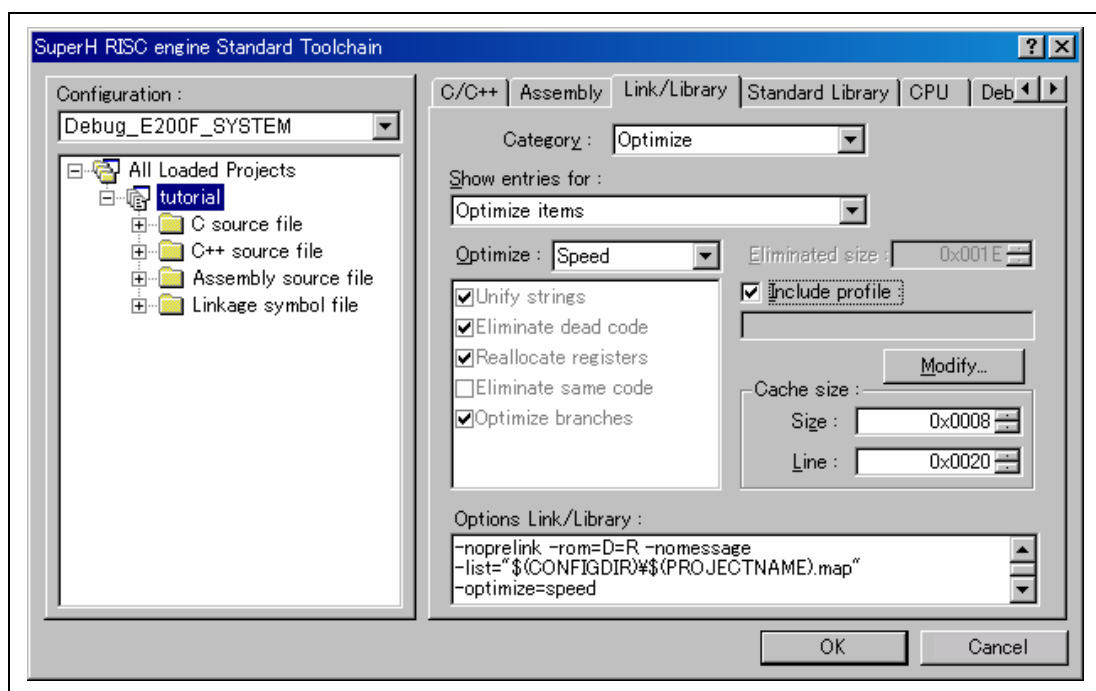 SuperH RISC engine Standard Toolchain
Configuration :
Debug_E200F_SYSTEM
All Loaded Projects
tutorial
C source file
C++ source file
Assembly source file
Linkage symbol file
C/C++ Assembly Link/Library Standard Library CPU Deb
Category : Optimize
Show entries for :
Optimize items
Optimize : Speed
Eliminated size : 0x001E
Unify strings
Eliminate dead code
Reallocate registers
Eliminate same code
Optimize branches
Include profile :
Modify...
Cache size :
Size : 0x0008
Line : 0x0020
Options Link/Library :
-noprelink -rom=D=R -nomessage
-list="$(CONFIGDIR)¥$(PROJECTNAME).map"
-optimize=speed
OK Cancel